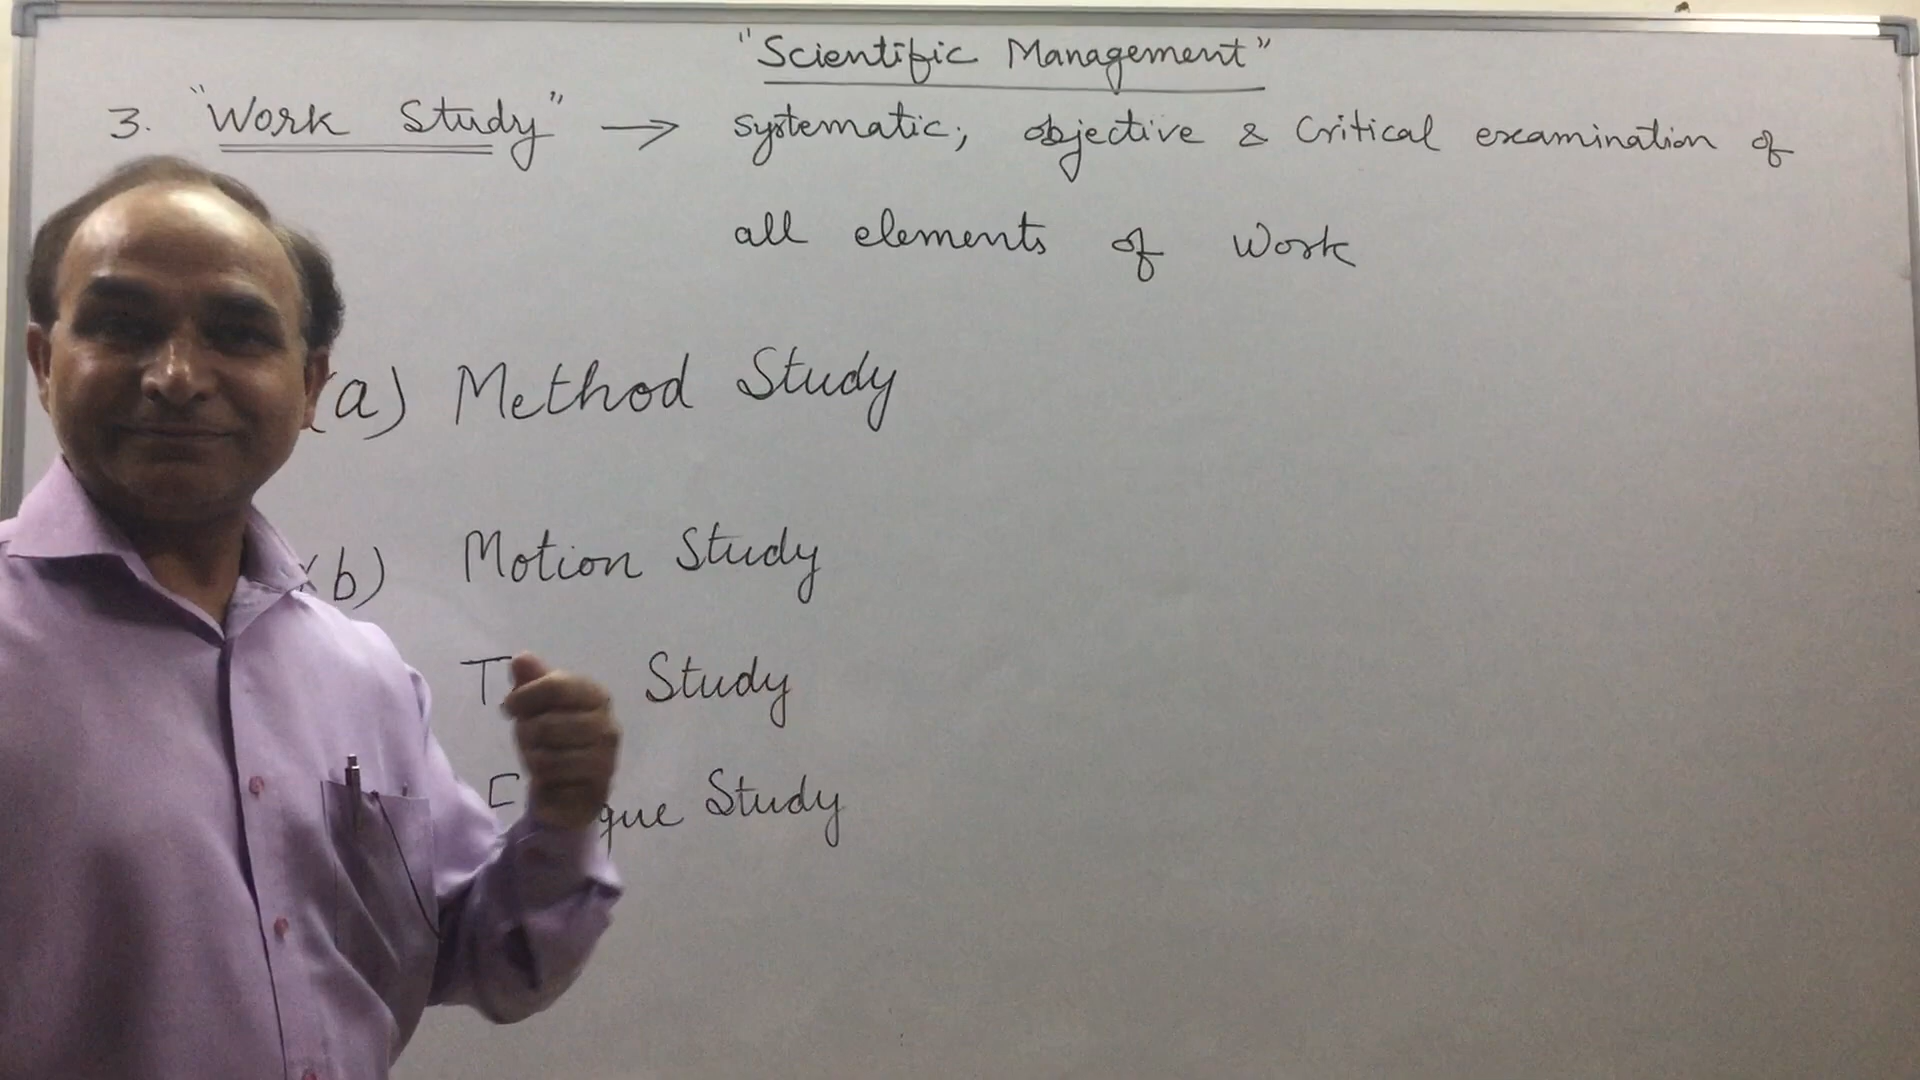 "Scientific Management"
3. "Work Study" → systematic, objective & Critical examination of
all elements of Work
(a) Method Study
(b) Motion Study
Study
Study